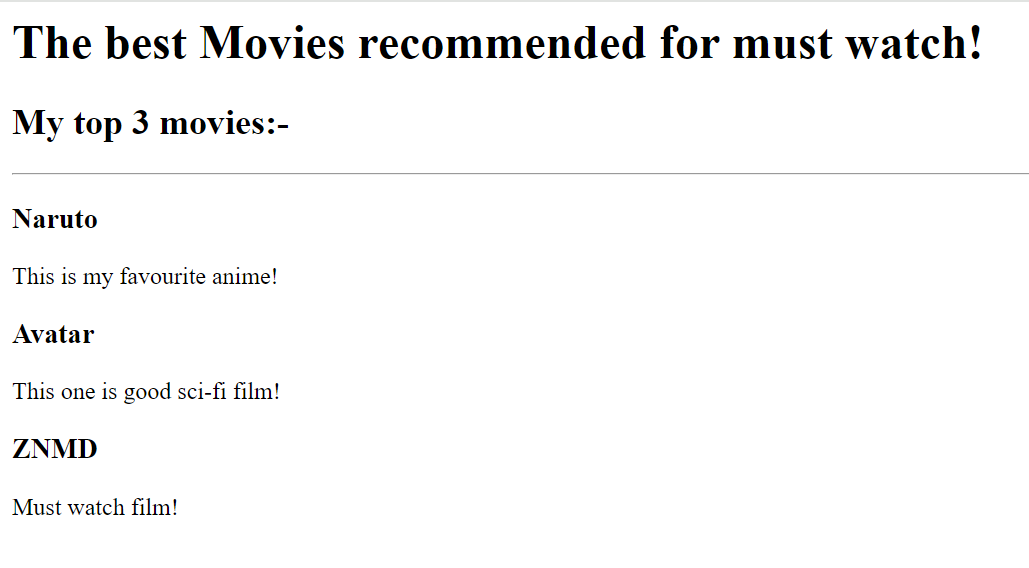 The best Movies recommended for must watch!
My top 3 movies:-
Naruto
This is my favourite anime!
Avatar
This one is good sci-fi film!
ZNMD
Must watch film!